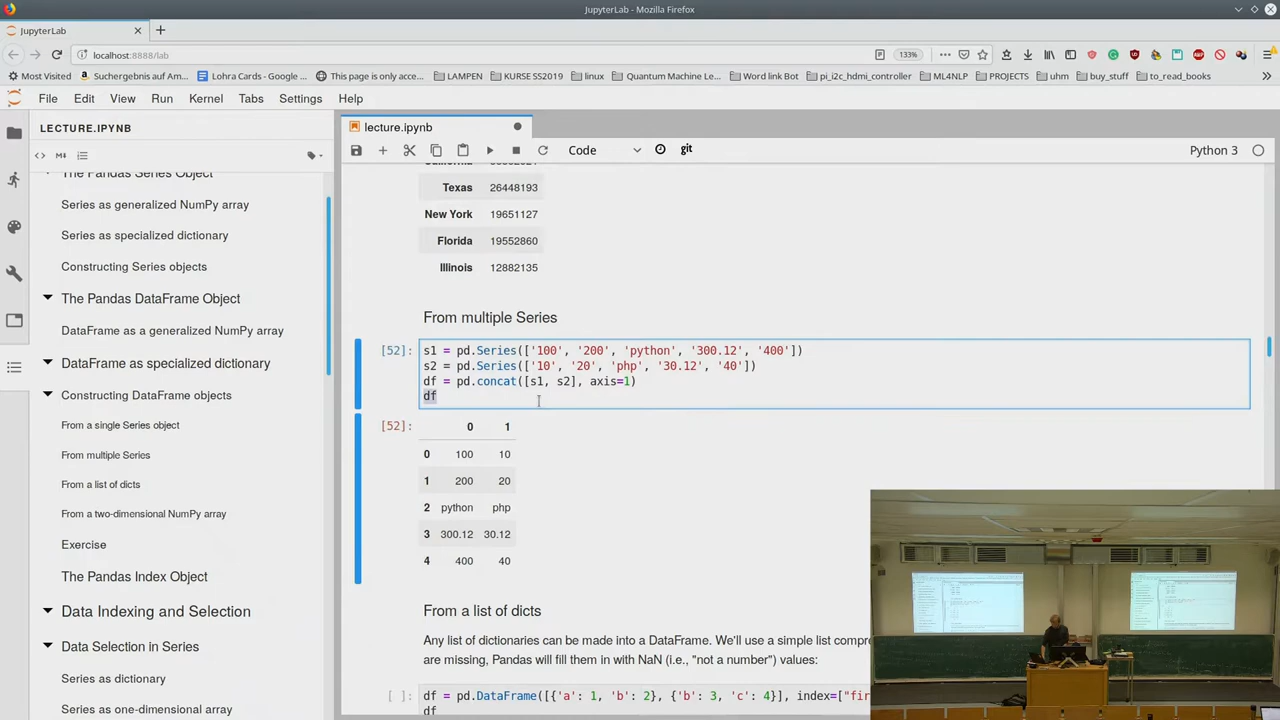 JupyterLab - Mozilla Firefox
JupyterLab
localhost:8888/lab
133%
Most Visited
Suchergebnis auf Am...
Lohra Cards - Google ...
This page is only acce...
LAMPEN
KURSE SS2019
linux
Quantum Machine Le...
Word link Bot
pi_i2c_hdmi_controller
ML4NLP
PROJECTS
uhm
buy_stuff
to_read_books
File Edit View Run Kernel Tabs Settings Help
LECTURE.IPYNB
The Pandas Series Object
Series as generalized NumPy array
Series as specialized dictionary
Constructing Series objects
The Pandas DataFrame Object
DataFrame as a generalized NumPy array
DataFrame as specialized dictionary
Constructing DataFrame objects
From a single Series object
From multiple Series
From a list of dicts
From a two-dimensional NumPy array
Exercise
The Pandas Index Object
Data Indexing and Selection
Data Selection in Series
Series as dictionary
Series as one-dimensional array
lecture.ipynb
Code
git
Python 3
Texas 26448193
New York 19651127
Florida 19552860
Illinois 12882135
From multiple Series
[52]: s1 = pd.Series(['100', '200', 'python', '300.12', '400'])
s2 = pd.Series(['10', '20', 'php', '30.12', '40'])
df = pd.concat([s1, s2], axis=1)
df
[52]: 0 1
0 100 10
1 200 20
2 python php
3 300.12 30.12
4 400 40
From a list of dicts
Any list of dictionaries can be made into a DataFrame. We'll use a simple list compre
are missing, Pandas will fill them in with NaN (i.e., "not a number") values:
[ ]: df = pd.DataFrame([{'a': 1, 'b': 2}, {'b': 3, 'c': 4}], index=["fir
df